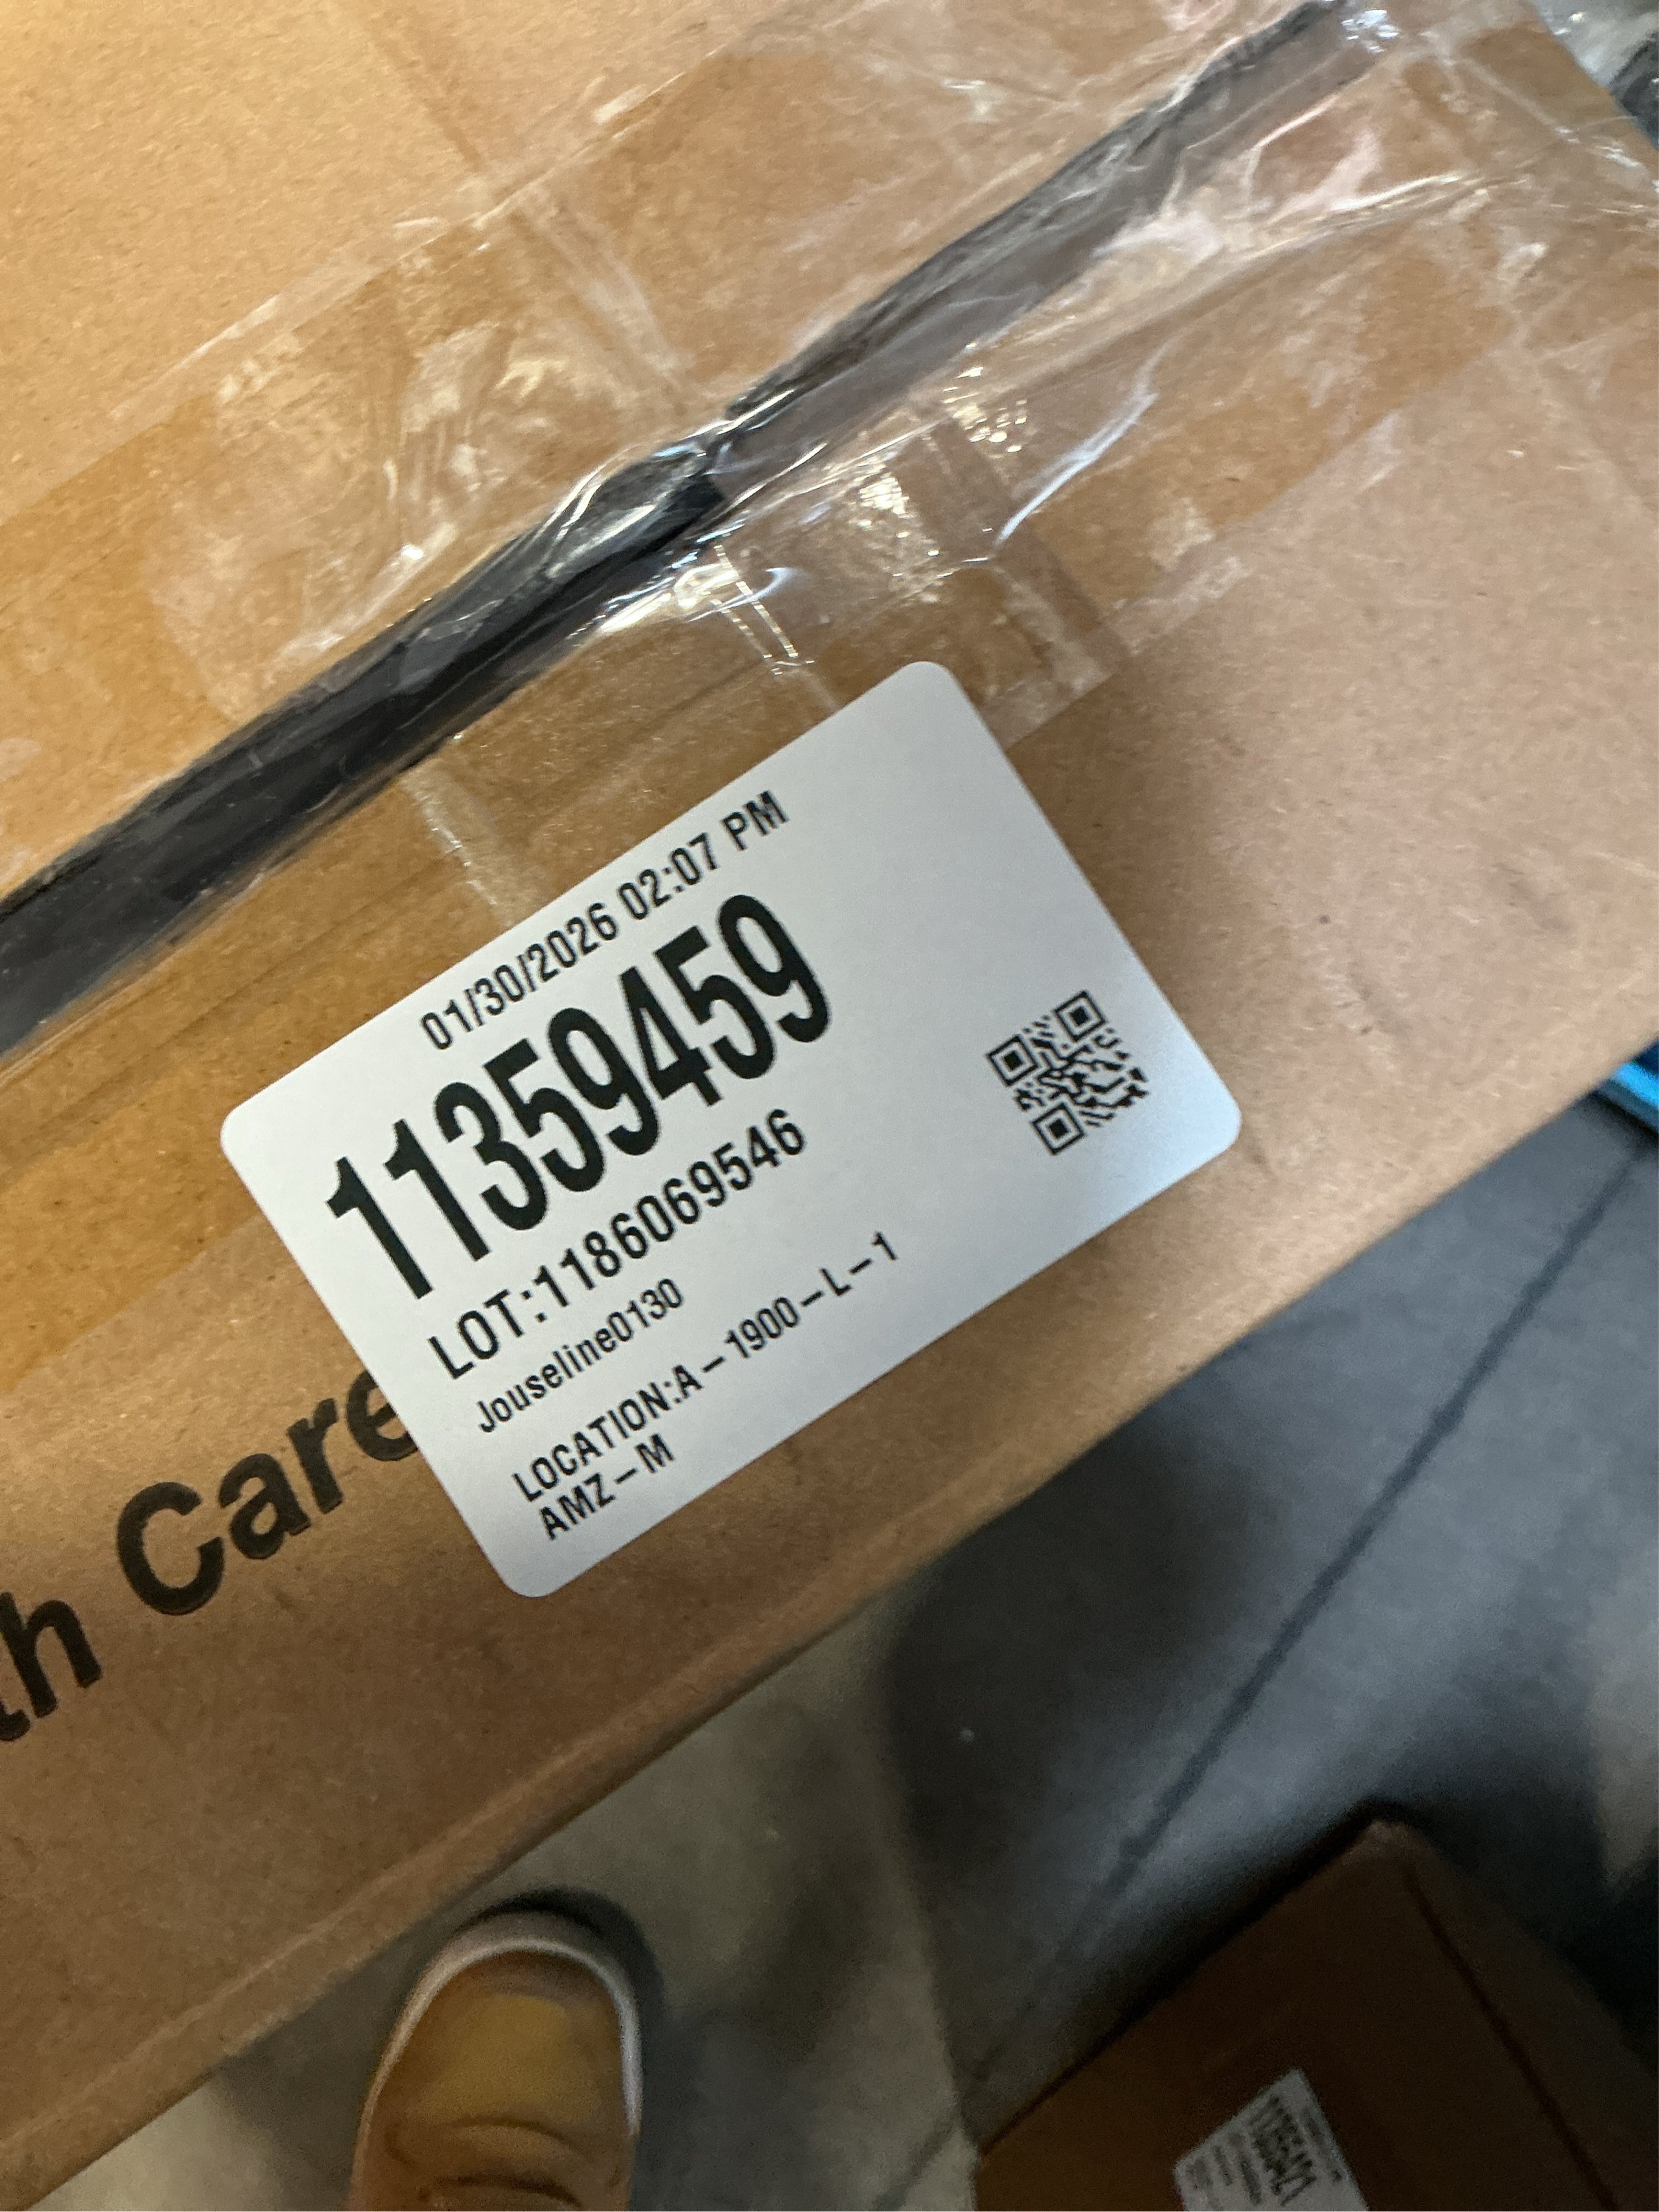 01/30/2026 02:07 PM
11359459
LOT:1186069546
Jouseline0130
LOCATION:A-1900-L-1
AMZ-M
Care